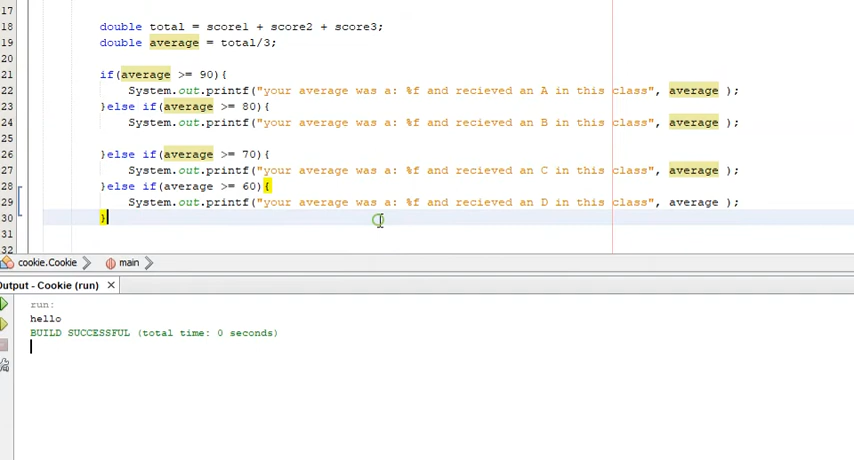 17
18 double total = score1 + score2 + score3;
19 double average = total/3;
20
21 if(average >= 90){
22 System.out.printf("your average was a: %f and recieved an A in this class", average );
23 }else if(average >= 80){
24 System.out.printf("your average was a: %f and recieved an B in this class", average );
25
26 }else if(average >= 70){
27 System.out.printf("your average was a: %f and recieved an C in this class", average );
28 }else if(average >= 60){
29 System.out.printf("your average was a: %f and recieved an D in this class", average );
30 }
31
32
cookie.Cookie main
Output - Cookie (run)
run:
hello
BUILD SUCCESSFUL (total time: 0 seconds)